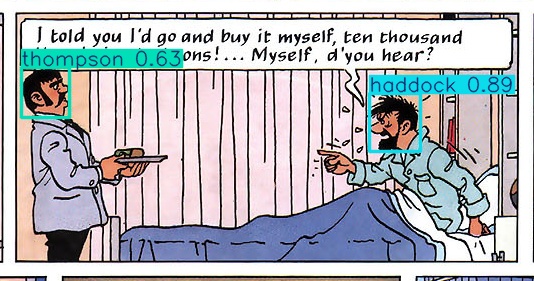 I told you I'd go and buy it myself, ten thousand
thompson 0.63 ons!... Myself, d'you hear?
haddock 0.89